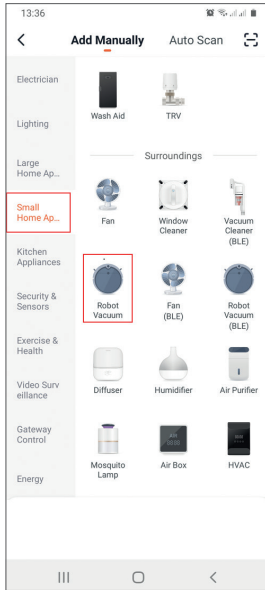 13:36
Add Manually
Auto Scan
Electrician
Lighting
Large
Home Ap...
Small
Home Ap...
Kitchen
Appliances
Security &
Sensors
Exercise &
Health
Video Surv
eillance
Gateway
Control
Energy
Wash Aid
TRV
Surroundings
Fan
Window
Cleaner
Vacuum
Cleaner
(BLE)
Robot
Vacuum
Fan
(BLE)
Robot
Vacuum
(BLE)
Diffuser
Humidifier
Air Purifier
Mosquito
Lamp
Air Box
HVAC